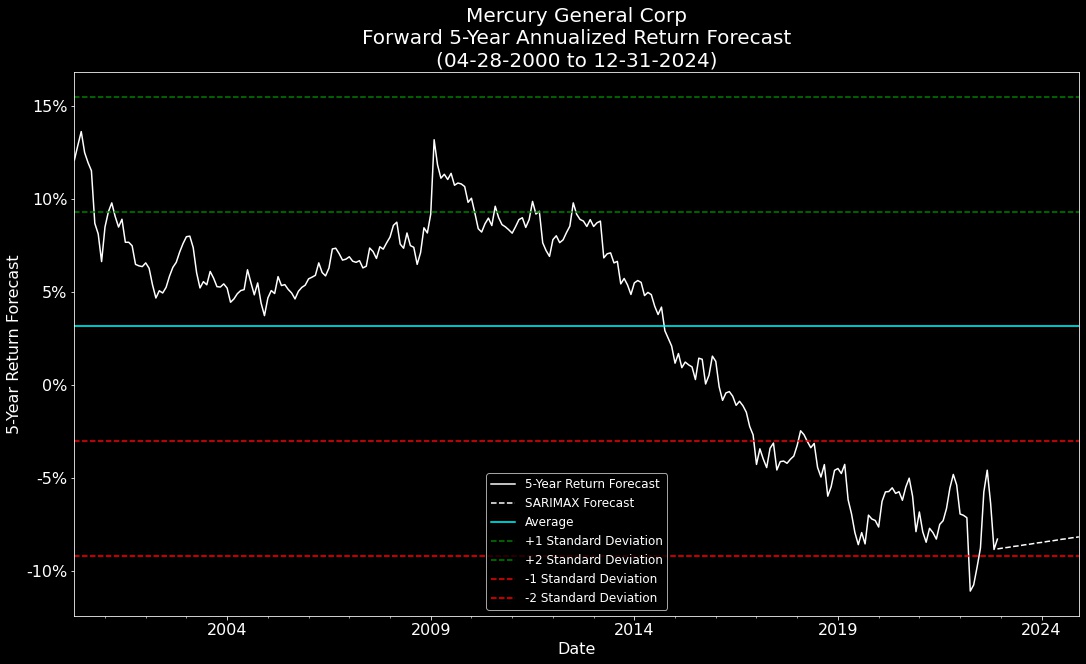 Mercury General Corp
Forward 5-Year Annualized Return Forecast
(04-28-2000 to 12-31-2024)
5-Year Return Forecast
15%
10%
5%
0%
-5%
-10%
5-Year Return Forecast
SARIMAX Forecast
Average
+1 Standard Deviation
+2 Standard Deviation
-1 Standard Deviation
-2 Standard Deviation
2004
2009
2014
2019
2024
Date